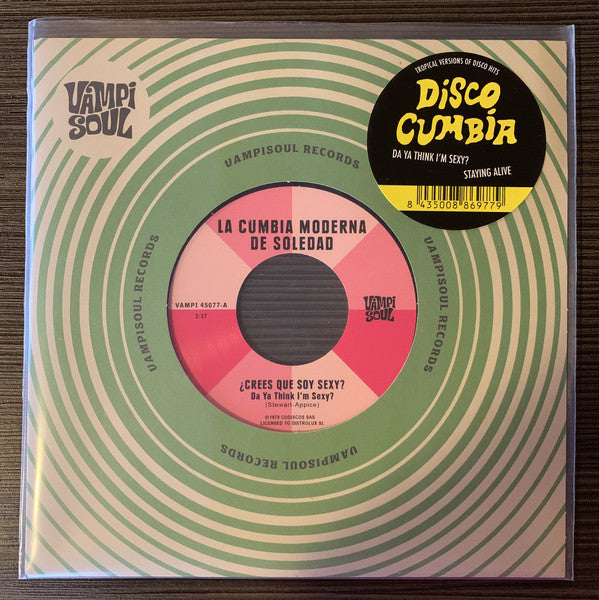 VAMPI
SOUL
TROPICAL VERSIONS OF DISCO HITS
DISCO
CUMBIA
DA YA THINK I'M SEXY?
STAYING ALIVE
8 435008 869779
VAMPISOUL RECORDS
VAMPISOUL RECORDS
VAMPISOUL RECORDS
VAMPISOUL RECORDS
LA CUMBIA MODERNA
DE SOLEDAD
VAMPI 45077-A
3:37
VAMPI
SOUL
¿CREES QUE SOY SEXY?
Da Ya Think I'm Sexy?
(Stewart-Appice)
℗1979 CODISCOS SAS
LICENSED TO DISTROLUX SL